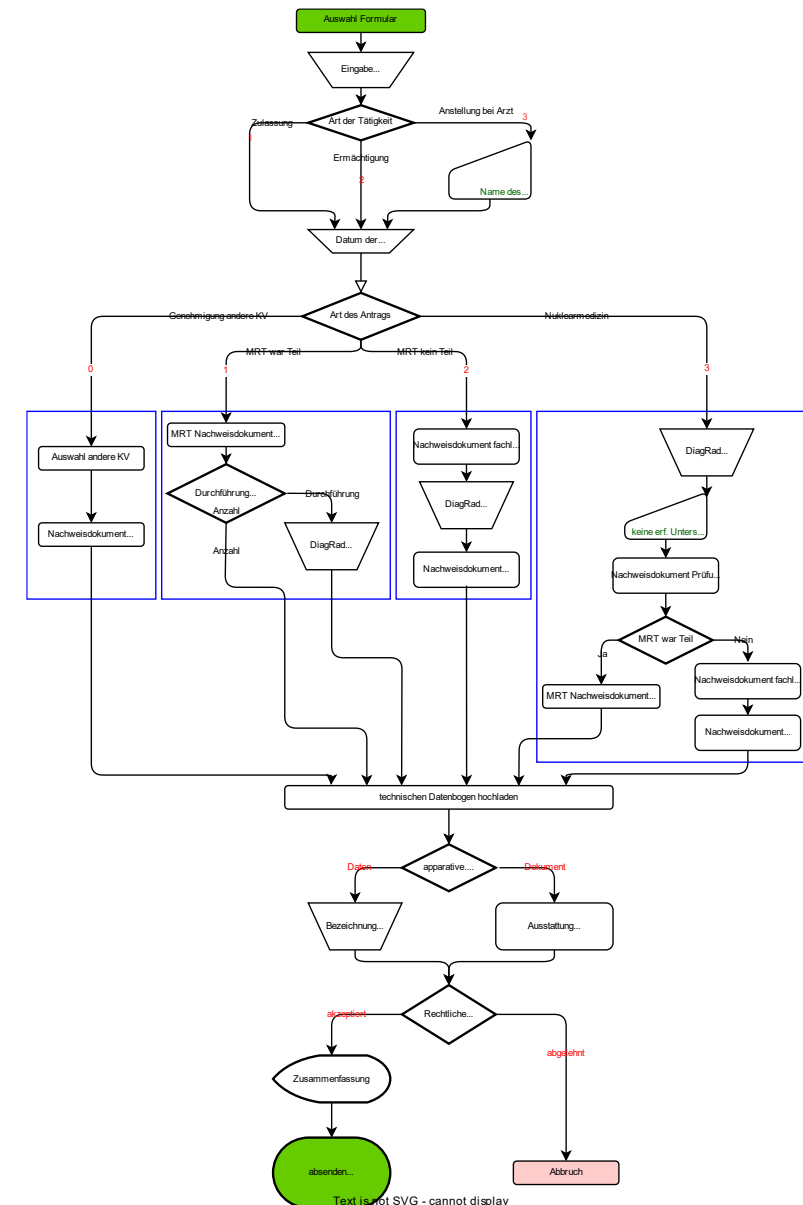 Auswahl Formular
Eingabe...
Anstellung bei Arzt
3
Zulassung
Art der Tätigkeit
1
Ermächtigung
2
Name des...
Datum der...
Genehmigung andere KV
Art des Antrags
Nuklearmedizin
MRT war Teil
MRT kein Teil
0
1
2
3
MRT Nachweisdokument...
Nachweisdokument fachl...
DiagRad...
Auswahl andere KV
Durchführung...
Durchführung
Anzahl
DiagRad...
keine erf. Unters...
Nachweisdokument...
Anzahl
DiagRad...
Nachweisdokument...
Nachweisdokument Prüfu...
MRT war Teil
Nein
Ja
Nachweisdokument fachl...
MRT Nachweisdokument...
Nachweisdokument...
technischen Datenbogen hochladen
Daten
apparative....
Dokument
Bezeichnung...
Ausstattung...
akzeptiert
Rechtliche...
abgelehnt
Zusammenfassung
absenden...
Abbruch
Text is not SVG - cannot display